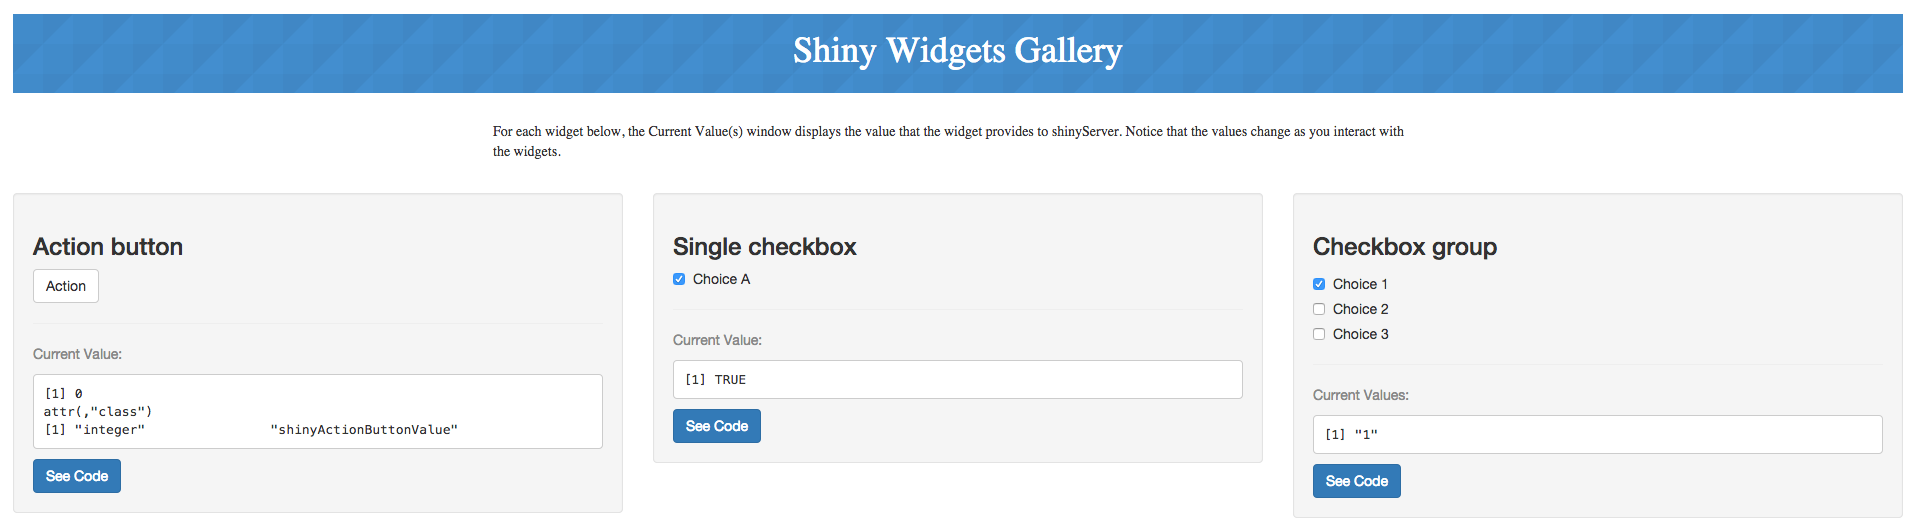 Shiny Widgets Gallery
For each widget below, the Current Value(s) window displays the value that the widget provides to shinyServer. Notice that the values change as you interact with
the widgets.
Action button
Action
Current Value:
[1] 0
attr(,"class")
[1] "integer"                "shinyActionButtonValue"
See Code
Single checkbox
Choice A
Current Value:
[1] TRUE
See Code
Checkbox group
Choice 1
Choice 2
Choice 3
Current Values:
[1] "1"
See Code